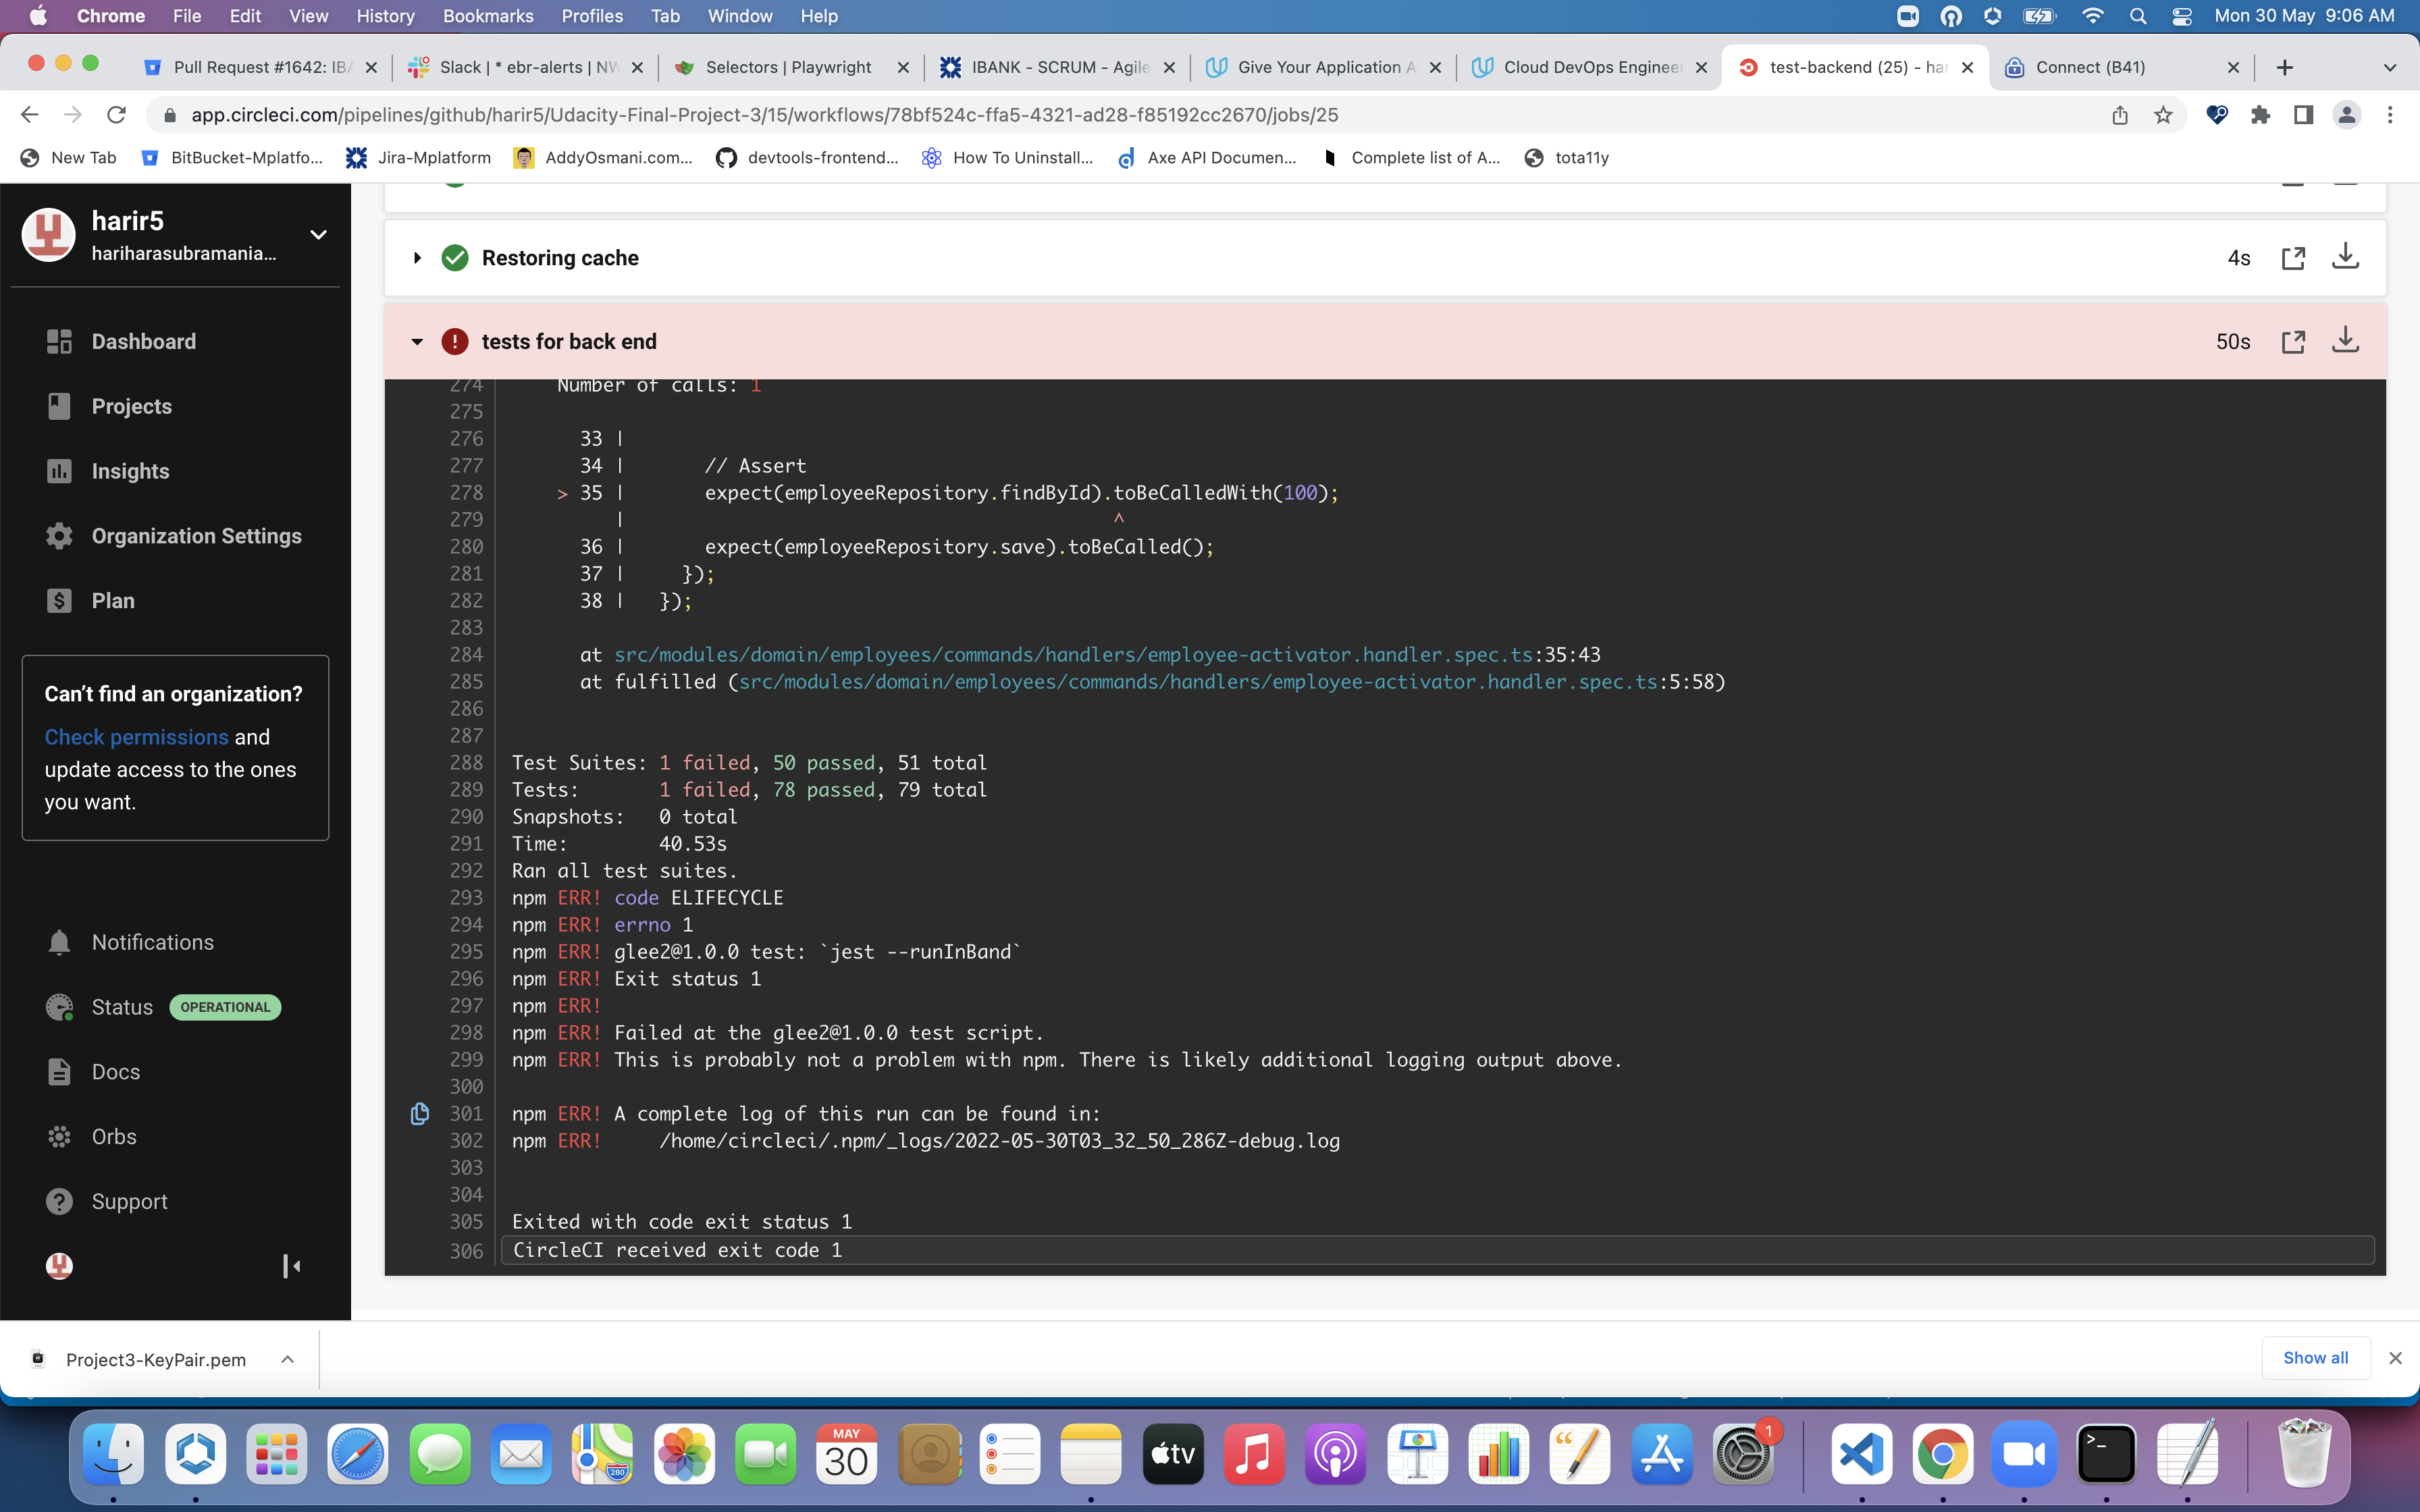 Chrome File Edit View History Bookmarks Profiles Tab Window Help Mon 30 May 9:06 AM
Pull Request #1642: IBA Slack | * ebr-alerts | NW Selectors | Playwright IBANK - SCRUM - Agile Give Your Application A Cloud DevOps Engineer test-backend (25) - har Connect (B41)
app.circleci.com/pipelines/github/harir5/Udacity-Final-Project-3/15/workflows/78bf524c-ffa5-4321-ad28-f85192cc2670/jobs/25
New Tab BitBucket-Mplatfo... Jira-Mplatform AddyOsmani.com... devtools-frontend... How To Uninstall... Axe API Documen... Complete list of A... tota11y
harir5
hariharasubramania...
Dashboard
Projects
Insights
Organization Settings
Plan
Can't find an organization?
Check permissions and
update access to the ones
you want.
Notifications
Status OPERATIONAL
Docs
Orbs
Support
Restoring cache 4s
tests for back end 50s
274 Number of calls: 1
275
276 33 |
277 34 | // Assert
278 > 35 | expect(employeeRepository.findById).toBeCalledWith(100);
279 | ^
280 36 | expect(employeeRepository.save).toBeCalled();
281 37 | });
282 38 | });
283
284 at src/modules/domain/employees/commands/handlers/employee-activator.handler.spec.ts:35:43
285 at fulfilled (src/modules/domain/employees/commands/handlers/employee-activator.handler.spec.ts:5:58)
286
287
288 Test Suites: 1 failed, 50 passed, 51 total
289 Tests: 1 failed, 78 passed, 79 total
290 Snapshots: 0 total
291 Time: 40.53s
292 Ran all test suites.
293 npm ERR! code ELIFECYCLE
294 npm ERR! errno 1
295 npm ERR! glee2@1.0.0 test: `jest --runInBand`
296 npm ERR! Exit status 1
297 npm ERR!
298 npm ERR! Failed at the glee2@1.0.0 test script.
299 npm ERR! This is probably not a problem with npm. There is likely additional logging output above.
300
301 npm ERR! A complete log of this run can be found in:
302 npm ERR! /home/circleci/.npm/_logs/2022-05-30T03_32_50_286Z-debug.log
303
304
305 Exited with code exit status 1
306 CircleCI received exit code 1
Project3-KeyPair.pem Show all
MAY
30
280
tv
1